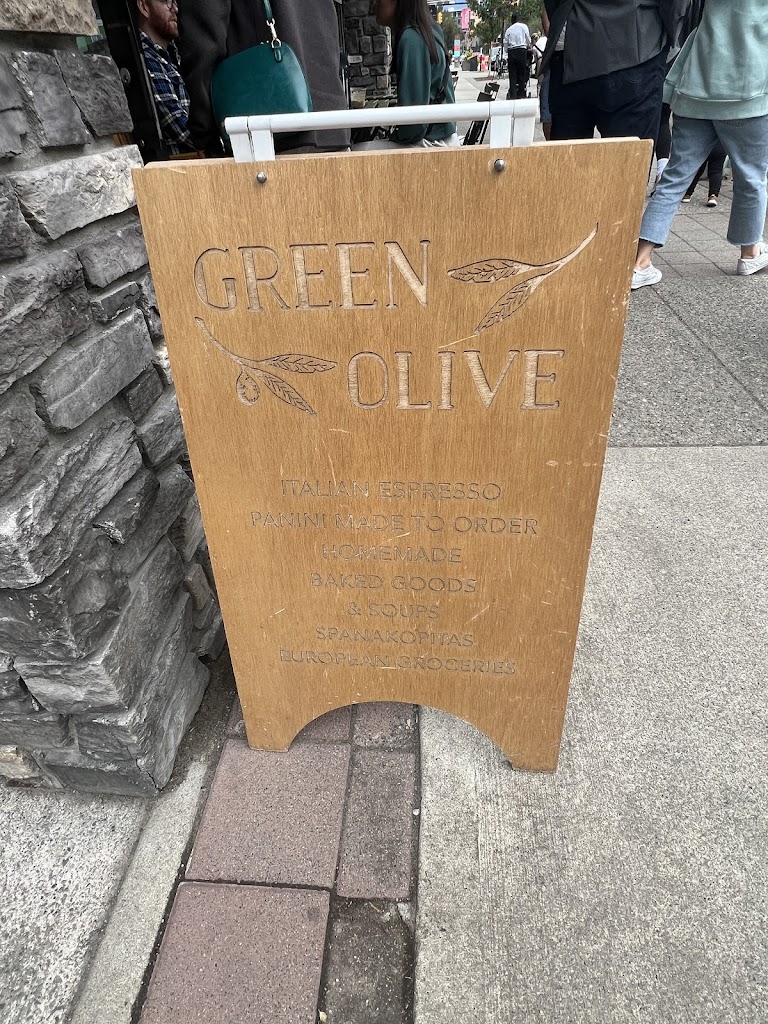 GREEN
OLIVE
ITALIAN ESPRESSO
PANINI MADE TO ORDER
HOMEMADE
BAKED GOODS
& SOUPS
SPANAKOPITAS
EUROPEAN GROCERIES